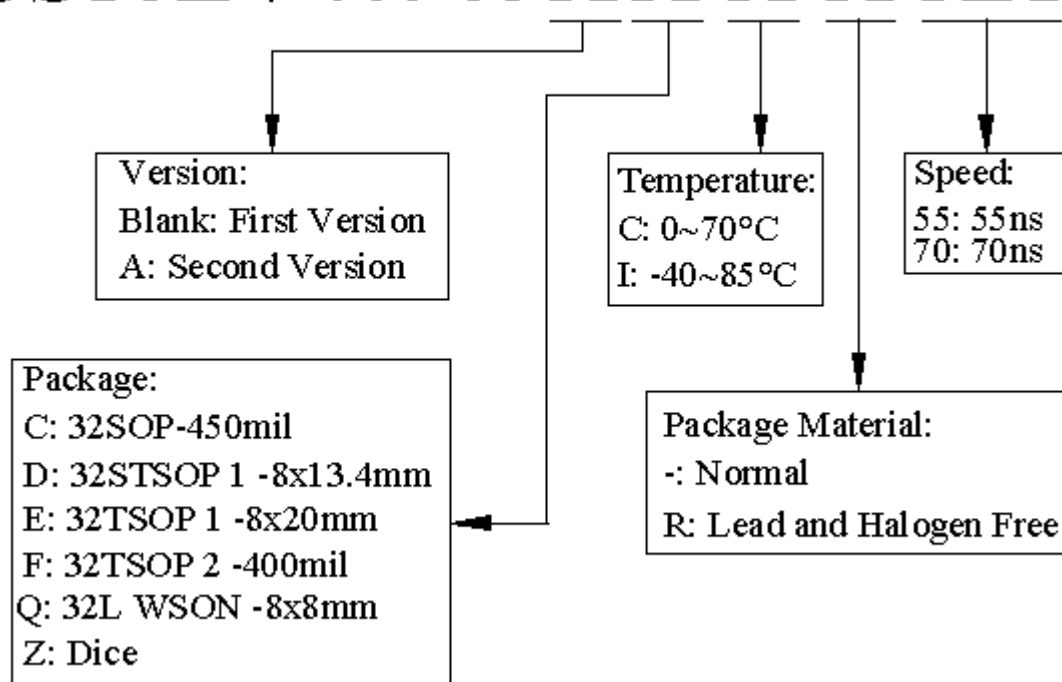 Version:
Blank: First Version
A: Second Version
Temperature:
C: 0~70°C
I: -40~85°C
Speed:
55: 55ns
70: 70ns
Package:
C: 32SOP-450mil
D: 32STSOP 1 -8x13.4mm
E: 32TSOP 1 -8x20mm
F: 32TSOP 2 -400mil
Q: 32L WSON -8x8mm
Z: Dice
Package Material:
-: Normal
R: Lead and Halogen Free